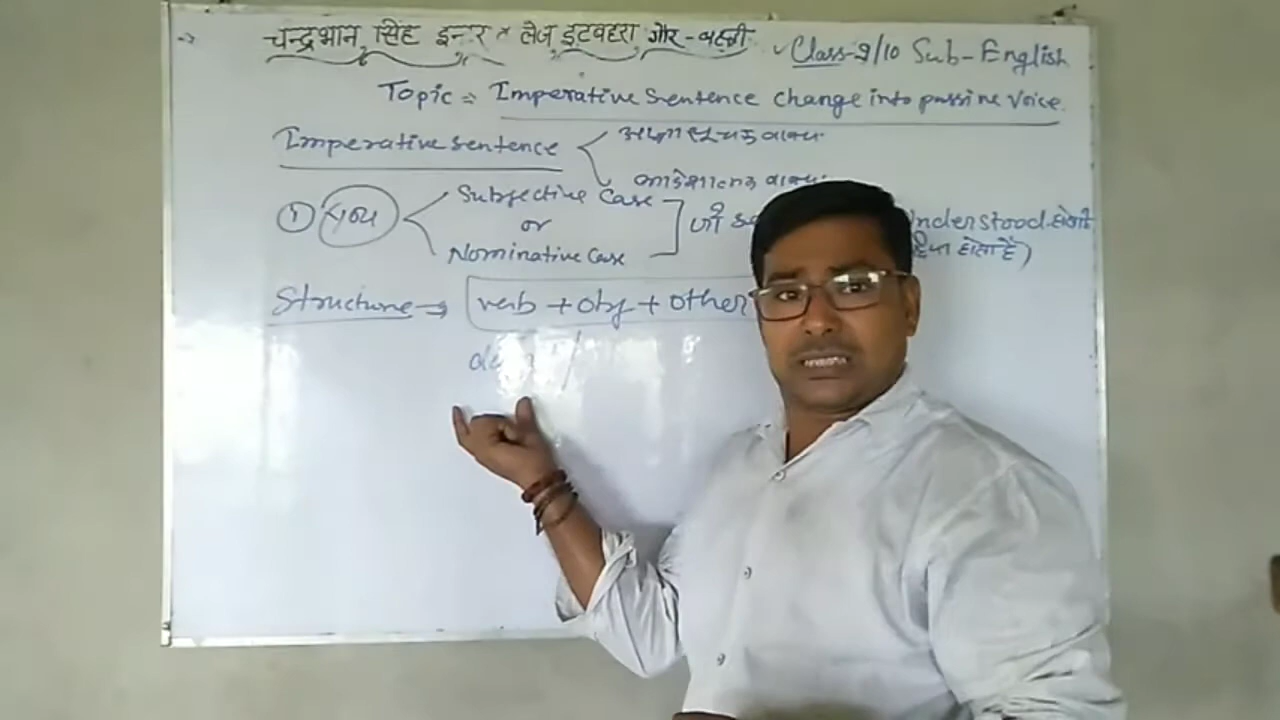 चन्द्रभान सिंह इन्टर लेज इटवहरा गौर-बस्ती
Class-9/10 Sub-English
Topic:- Imperative Sentence change into passive Voice.
Imperative sentence
आज्ञा सूचक वाक्य
आदेशात्मक वाक्य
① You
Subjective Case
or
Nominative Case
जो Understood होती
होता है)
Structure → verb + obj + other